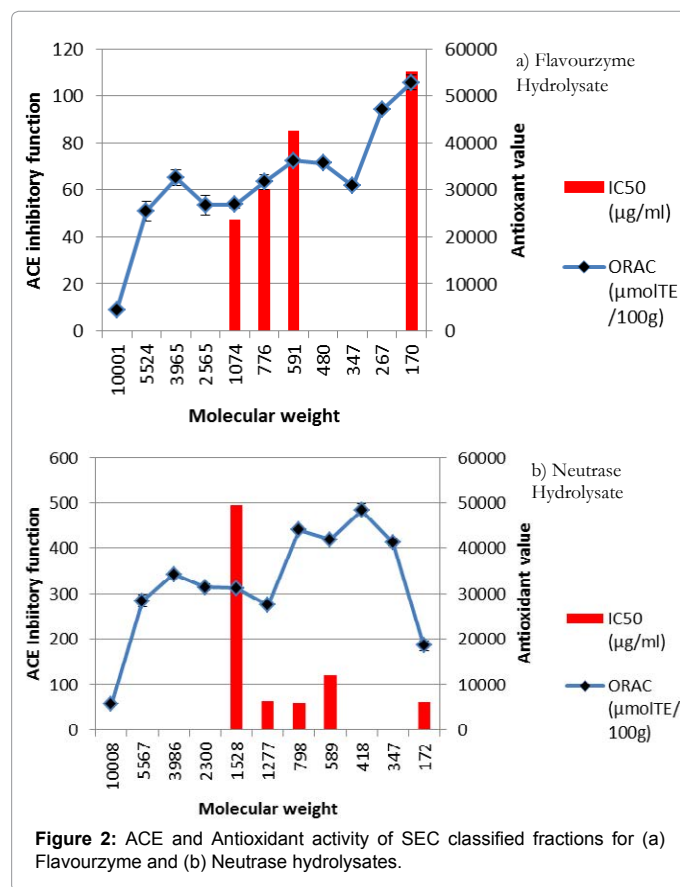 a) Flavourzyme
Hydrolysate
120
100
80
60
40
20
0
ACE inhibitory function
60000
50000
40000
30000
20000
10000
0
Antioxant value
10001
5524
3965
2565
1074
776
591
480
347
267
170
Molecular weight
IC50
(µg/ml)
ORAC
(µmolTE
/100g)
b) Neutrase
Hydrolysate
600
500
400
300
200
100
0
ACE Inbliitory function
60000
50000
40000
30000
20000
10000
0
Antioxidant value
10008
5567
3986
2300
1528
1277
798
589
418
347
172
Molecular weight
IC50
(µg/ml)
ORAC
(µmolTE/
100g)
Figure 2: ACE and Antioxidant activity of SEC classified fractions for (a)
Flavourzyme and (b) Neutrase hydrolysates.